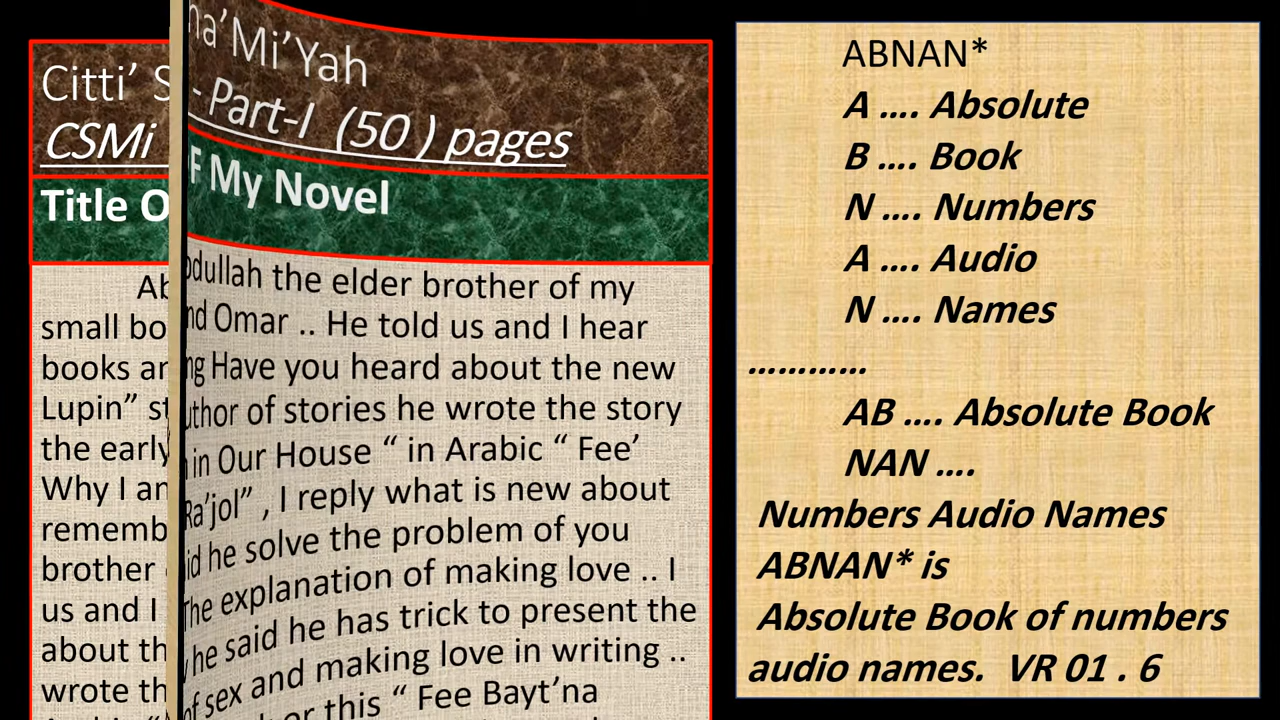 Citti’ S
CSMi
Title O
Ab
small bo
books ar
Lupin” st
the early
Why I am
rememb
brother
us and I
about th
wrote th
na’Mi’Yah
- Part-I (50 ) pages
F My Novel
bdullah the elder brother of my
nd Omar .. He told us and I hear
ng Have you heard about the new
uthor of stories he wrote the story
in Our House “ in Arabic “ Fee’
Ra’jol” , I reply what is new about
id he solve the problem of you
The explanation of making love .. I
he said he has trick to present the
of sex and making love in writing ..
or this “ Fee Bayt’na
ABNAN*
A .... Absolute
B .... Book
N .... Numbers
A .... Audio
N .... Names
............
AB .... Absolute Book
NAN ....
Numbers Audio Names
ABNAN* is
Absolute Book of numbers
audio names. VR 01 . 6